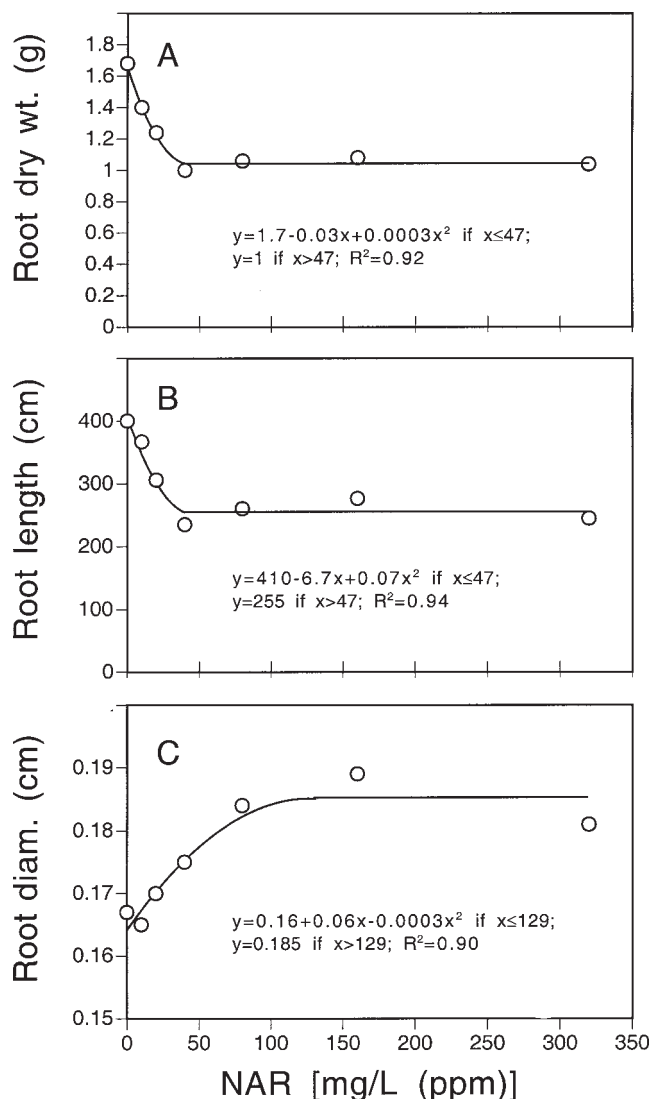 Root dry wt. (g)
A
1.8
1.6
1.4
1.2
1
0.8
0.6
0.4
0.2
0
y=1.7-0.03x+0.0003x² if x≤47;
y=1 if x>47; R²=0.92
Root length (cm)
B
400
300
200
100
0
y=410-6.7x+0.07x² if x≤47;
y=255 if x>47; R²=0.94
Root diam. (cm)
C
0.19
0.18
0.17
0.16
0.15
y=0.16+0.06x-0.0003x² if x≤129;
y=0.185 if x>129; R²=0.90
0 50 100 150 200 250 300 350
NAR [mg/L (ppm)]